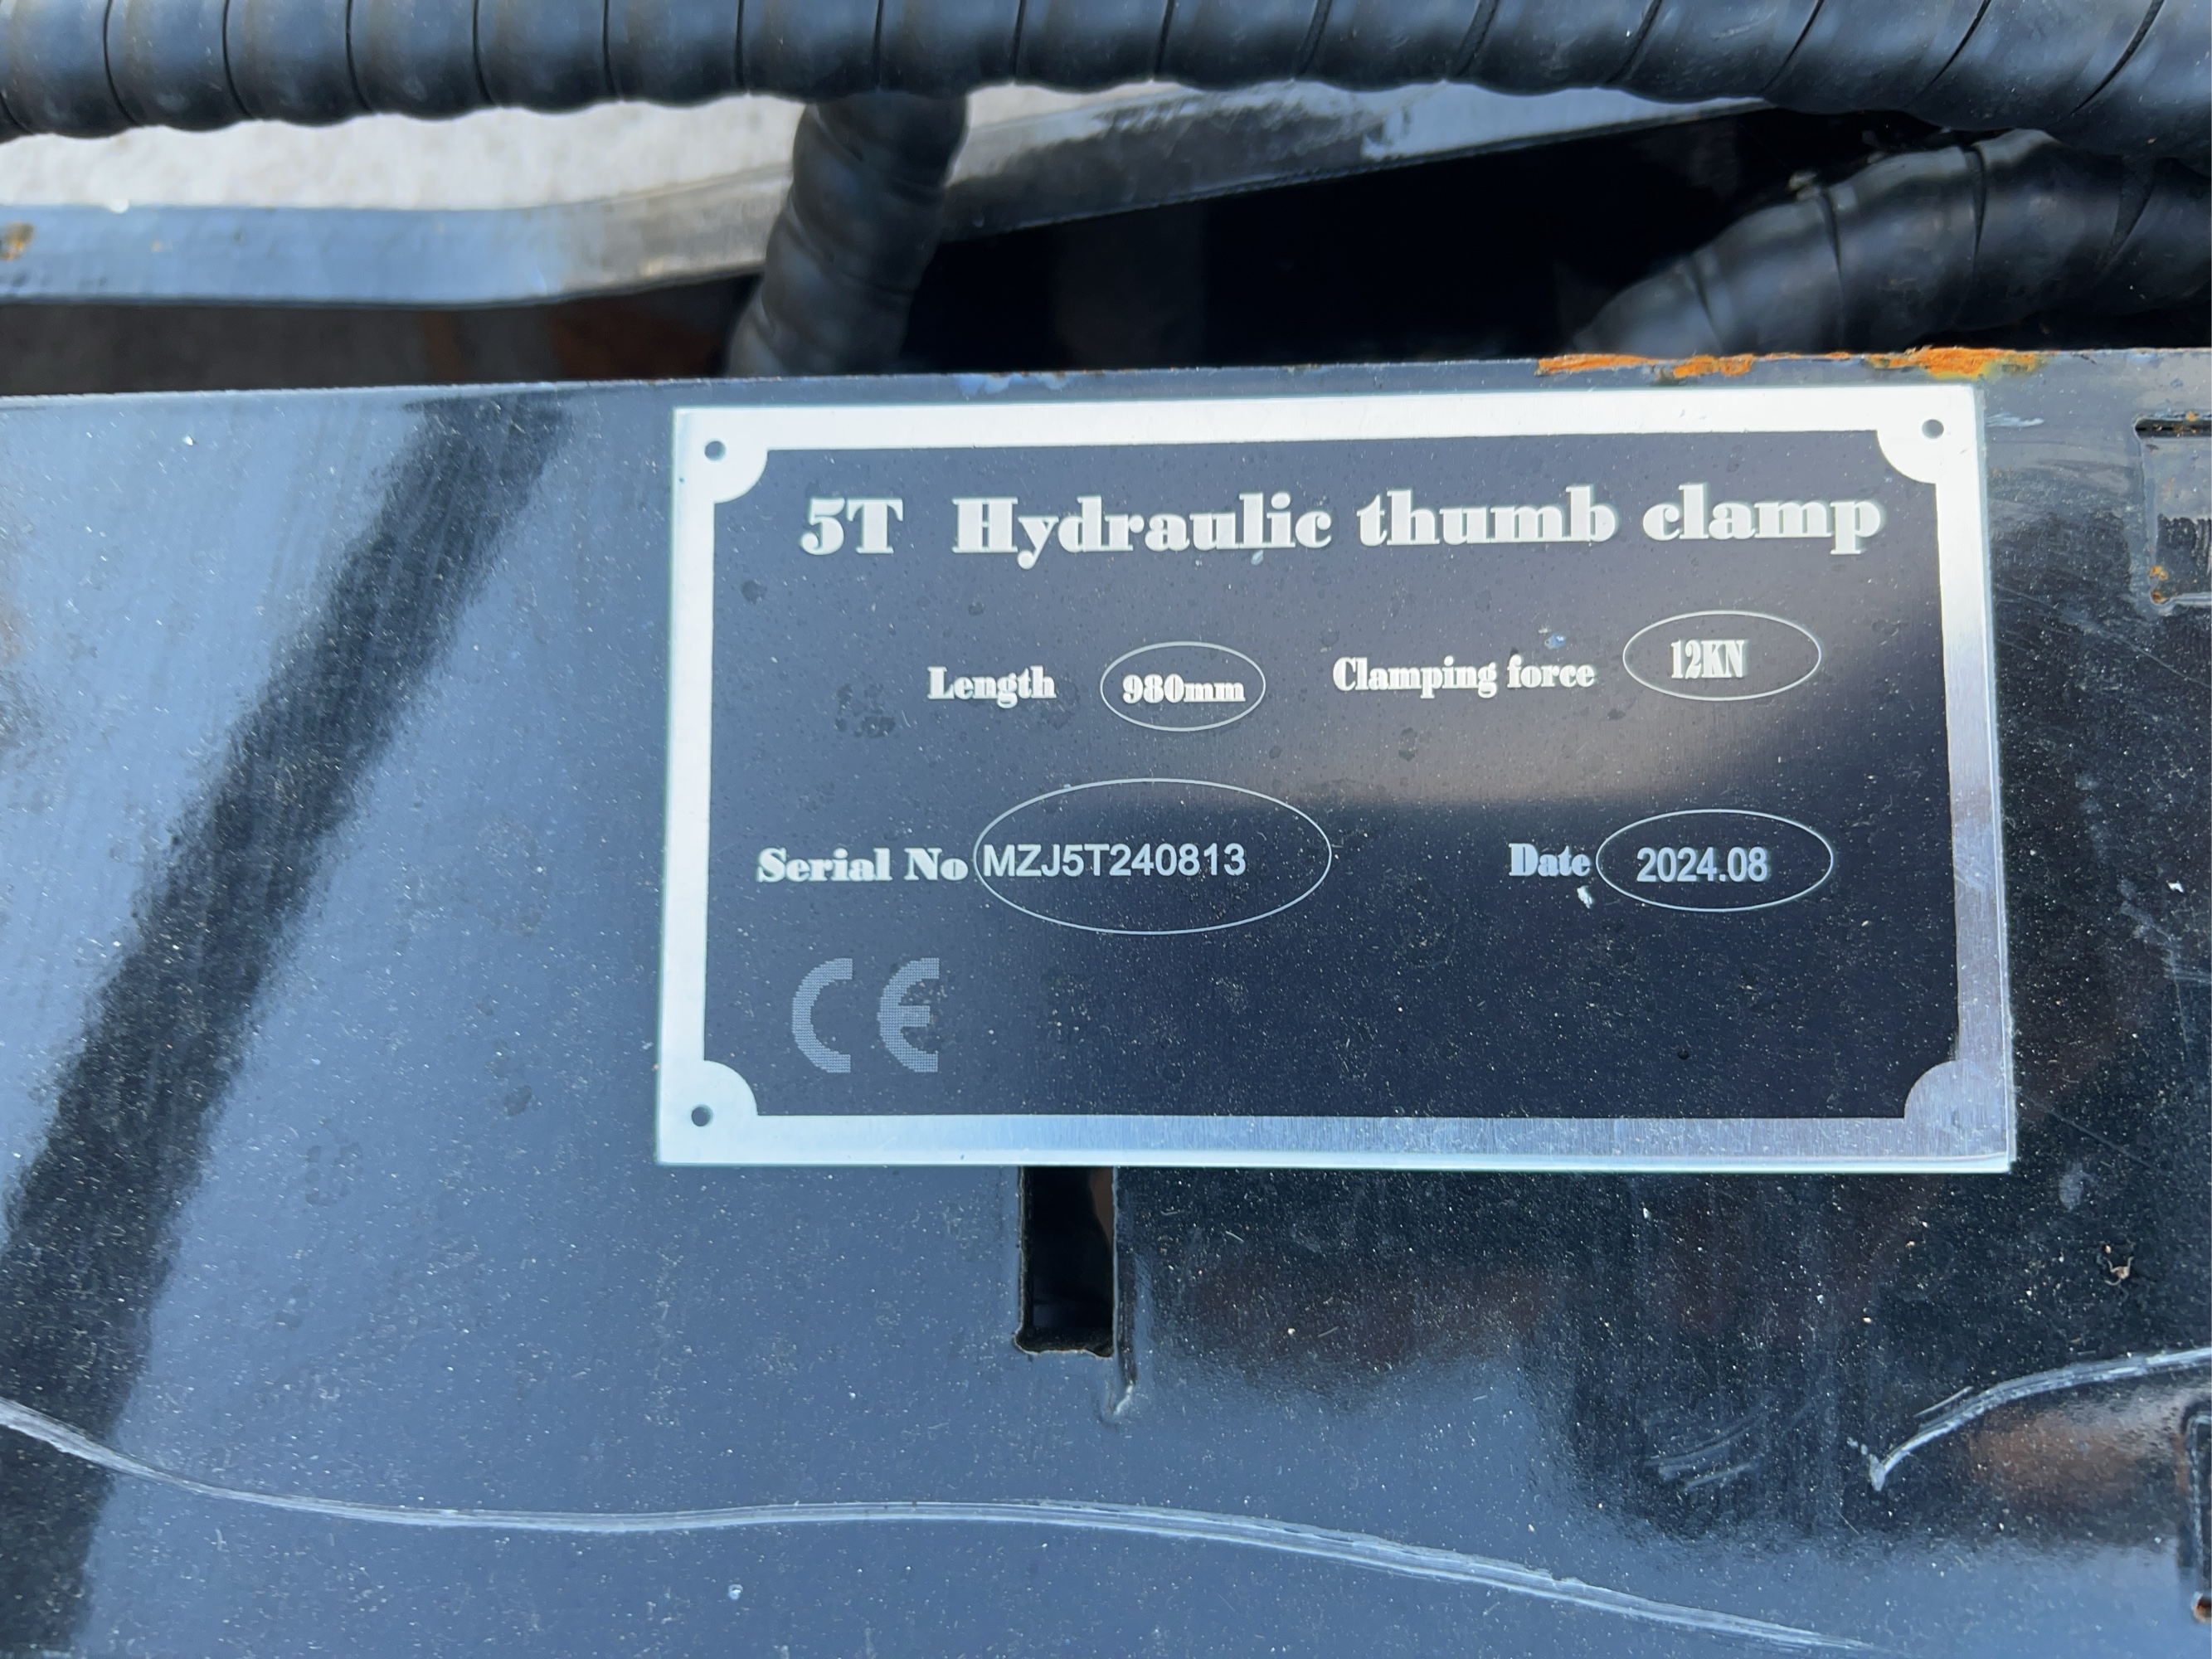 5T Hydraulic thumb clamp
Length 980mm Clamping force 12KN
Serial No MZJ5T240813 Date 2024.08
CE